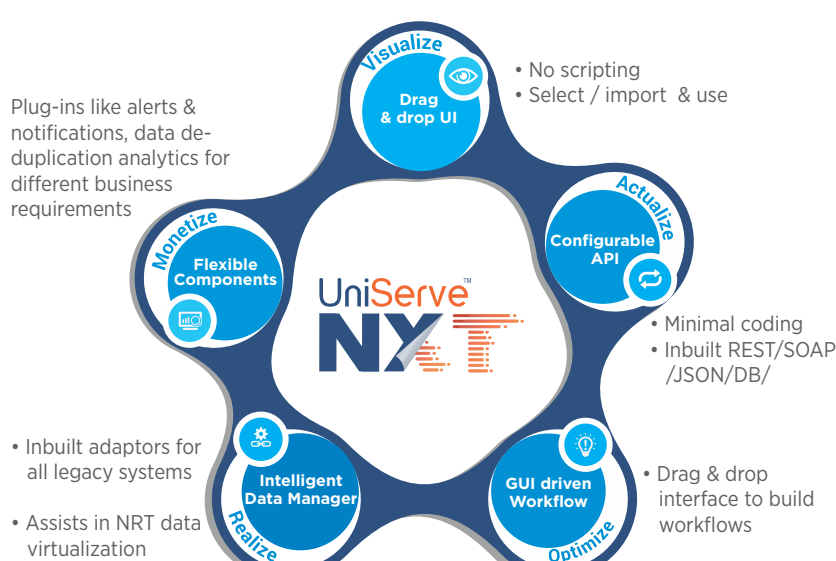 Visualize
Drag
& drop UI
• No scripting
• Select / import & use
Plug-ins like alerts &
notifications, data de-
duplication analytics for
different business
requirements
Monetize
Flexible
Components
Actualize
Configurable
API
• Minimal coding
• Inbuilt REST/SOAP
/JSON/DB/
UniServe™
NXT
• Inbuilt adaptors for
all legacy systems
• Assists in NRT data
virtualization
Intelligent
Data Manager
Realize
GUI driven
Workflow
Optimize
• Drag & drop
interface to build
workflows